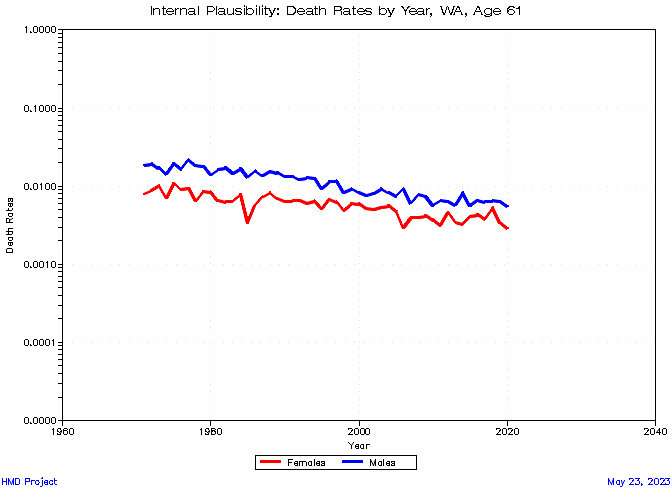 Internal Plausibility: Death Rates by Year, WA, Age 61
1.0000
0.1000
0.0100
0.0010
0.0001
0.0000
Death Rates
1960
1980
2000
2020
2040
Year
Females
Males
HMD Project
May 23, 2023